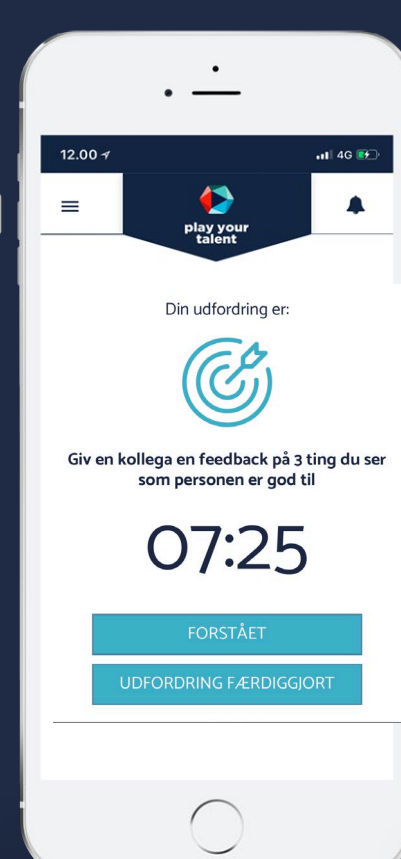 12.00
4G
play your
talent
Din udfordring er:
Giv en kollega en feedback på 3 ting du ser
som personen er god til
07:25
FORSTÅET
UDFORDRING FÆRDIGGJORT